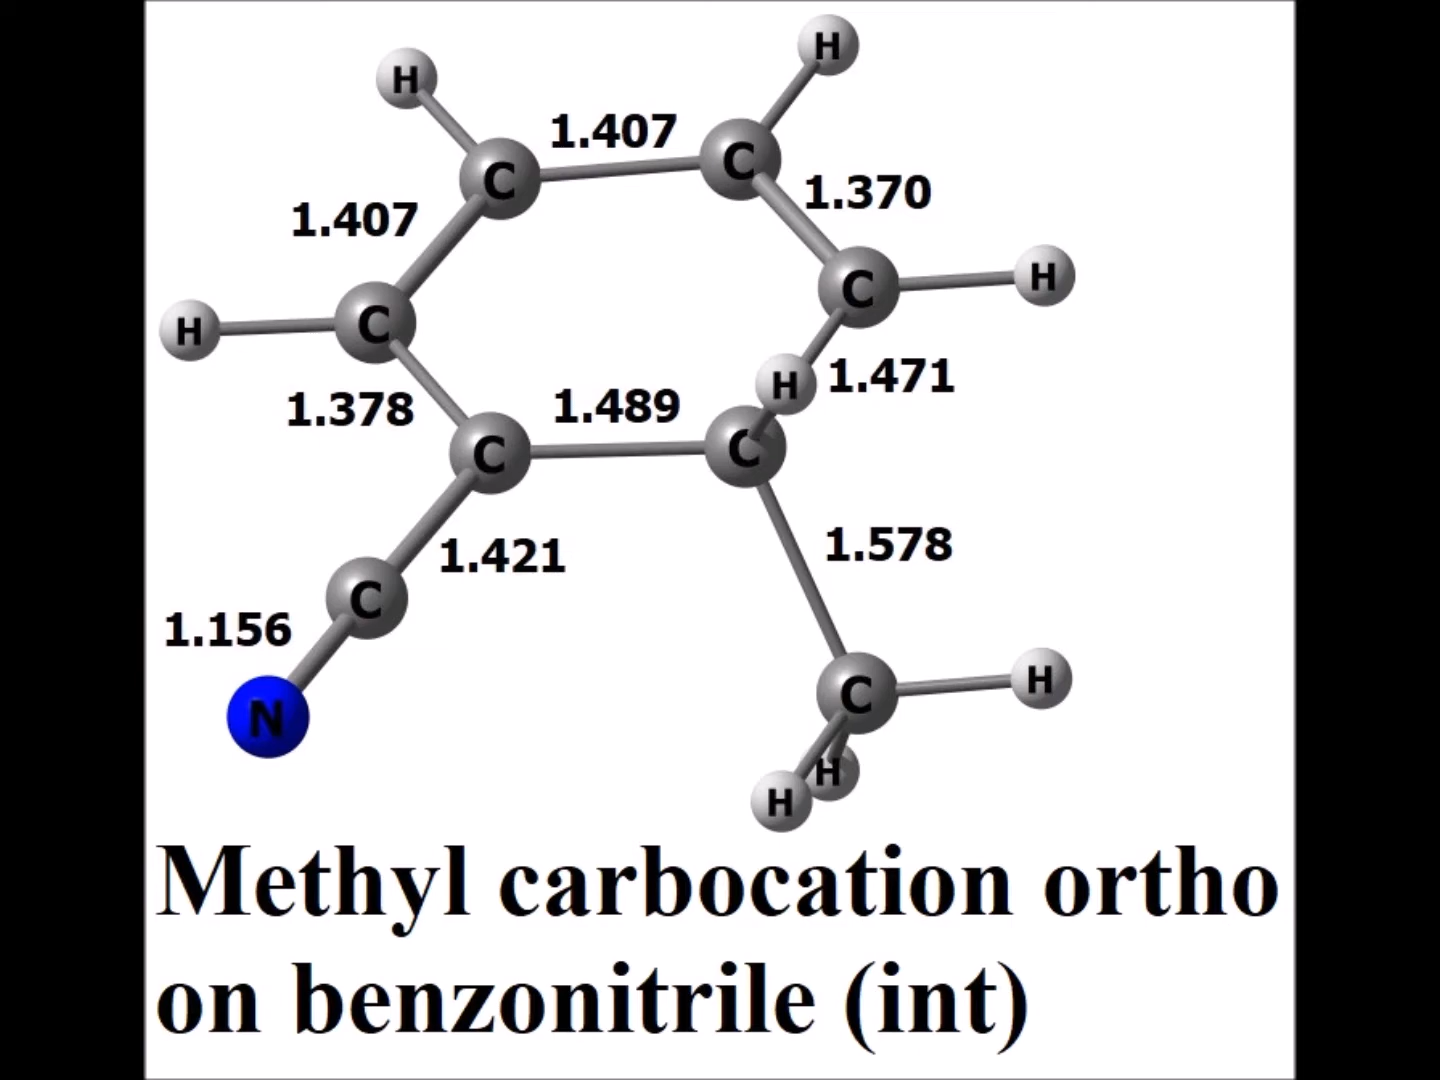 H
H
1.407
C
C
1.370
1.407
H
C
C
H
H
1.471
1.378
1.489
C
C
1.421
1.578
C
1.156
N
C
H
H
H
Methyl carbocation ortho
on benzonitrile (int)